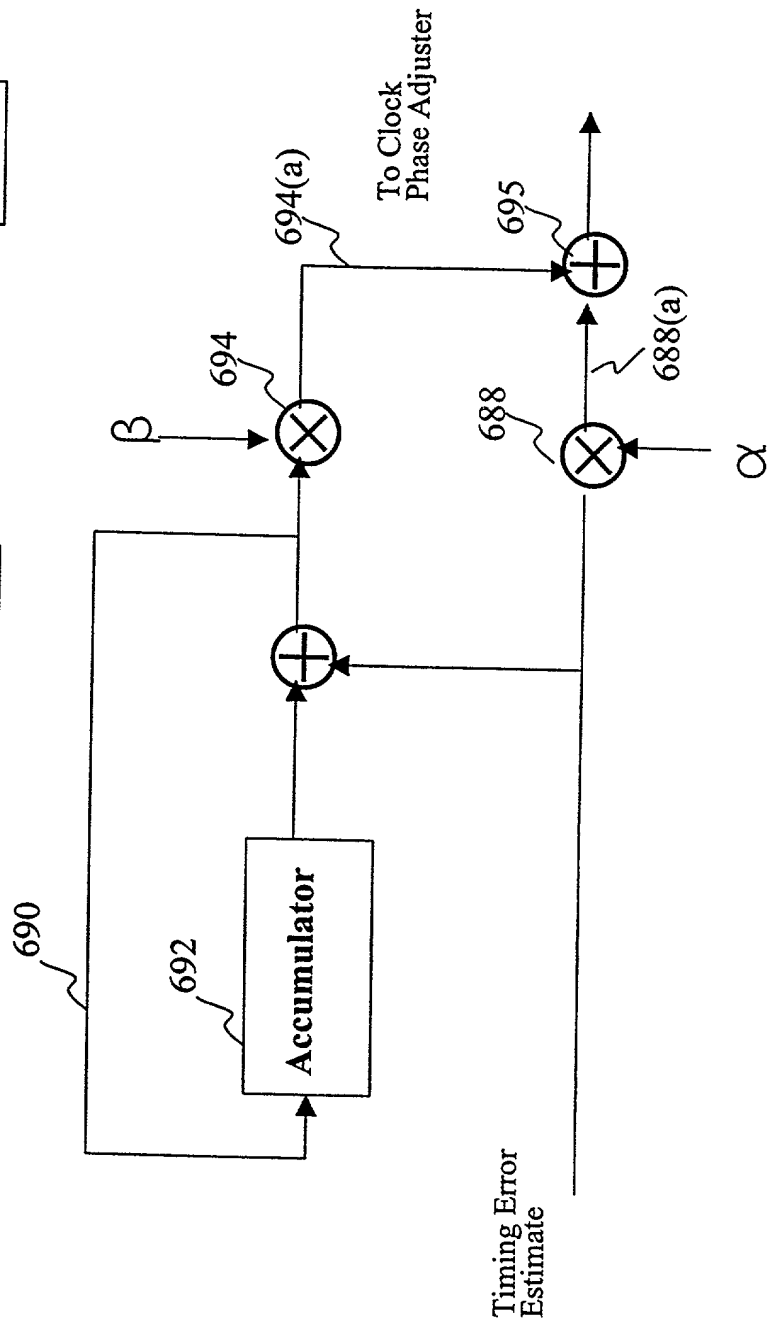 690
692
Accumulator
β
694
694(a)
To Clock
Phase Adjuster
695
688
688(a)
α
Timing Error
Estimate